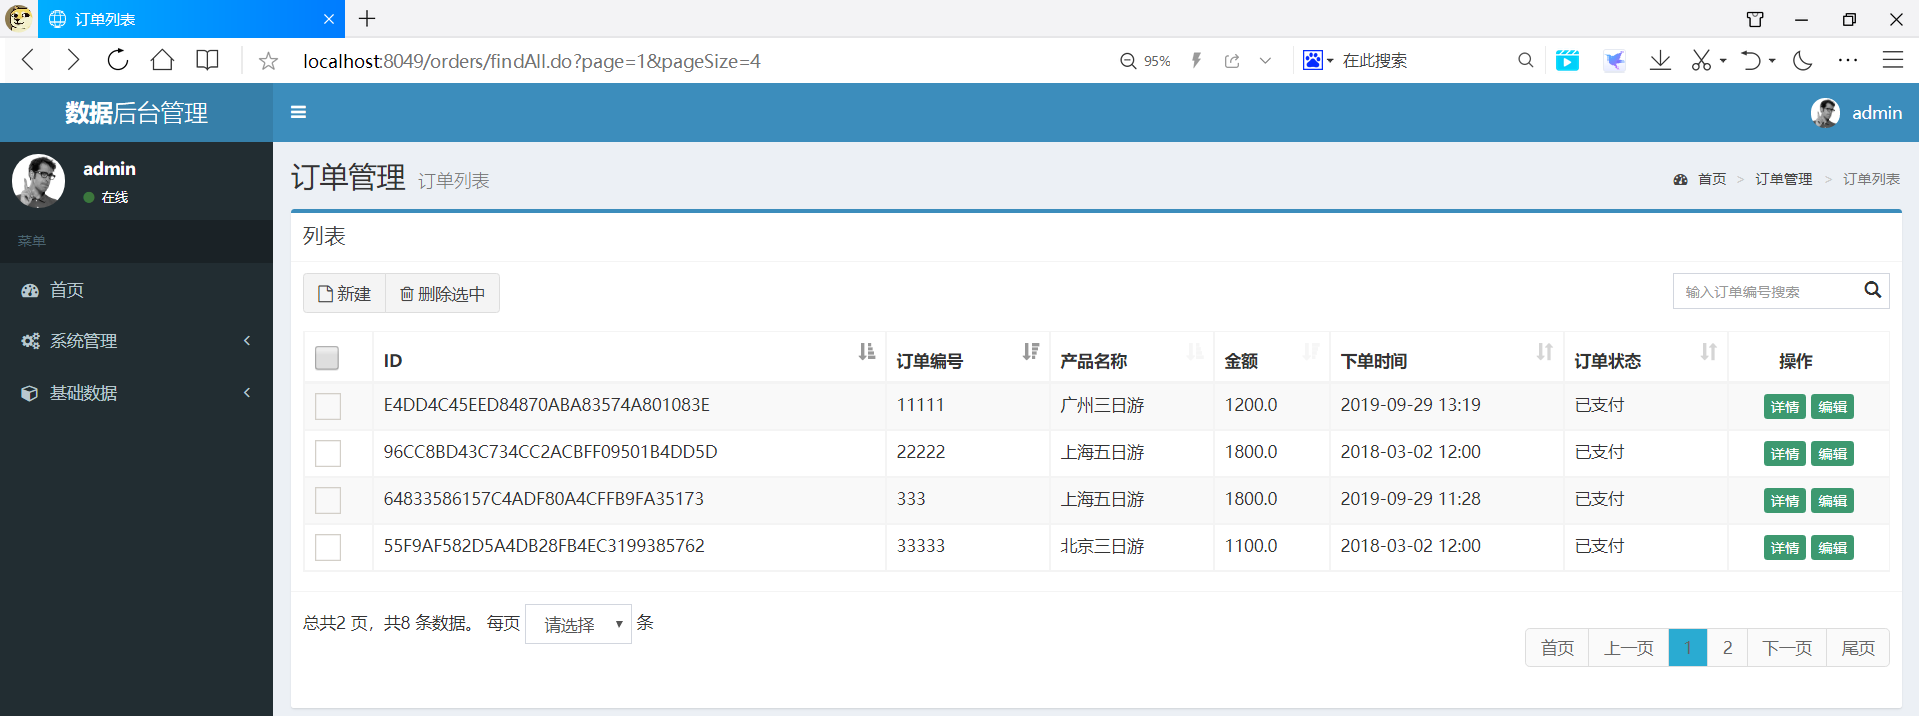 订单列表
localhost:8049/orders/findAll.do?page=1&pageSize=4
95%
在此搜索
数据后台管理
admin
admin
在线
菜单
首页
系统管理
基础数据
订单管理 订单列表
首页 > 订单管理 > 订单列表
列表
新建 删除选中
输入订单编号搜索
ID 订单编号 产品名称 金额 下单时间 订单状态 操作
E4DD4C45EED84870ABA83574A801083E 11111 广州三日游 1200.0 2019-09-29 13:19 已支付 详情 编辑
96CC8BD43C734CC2ACBFF09501B4DD5D 22222 上海五日游 1800.0 2018-03-02 12:00 已支付 详情 编辑
64833586157C4ADF80A4CFFB9FA35173 333 上海五日游 1800.0 2019-09-29 11:28 已支付 详情 编辑
55F9AF582D5A4DB28FB4EC3199385762 33333 北京三日游 1100.0 2018-03-02 12:00 已支付 详情 编辑
总共2 页，共8 条数据。 每页 请选择 条
首页 上一页 1 2 下一页 尾页